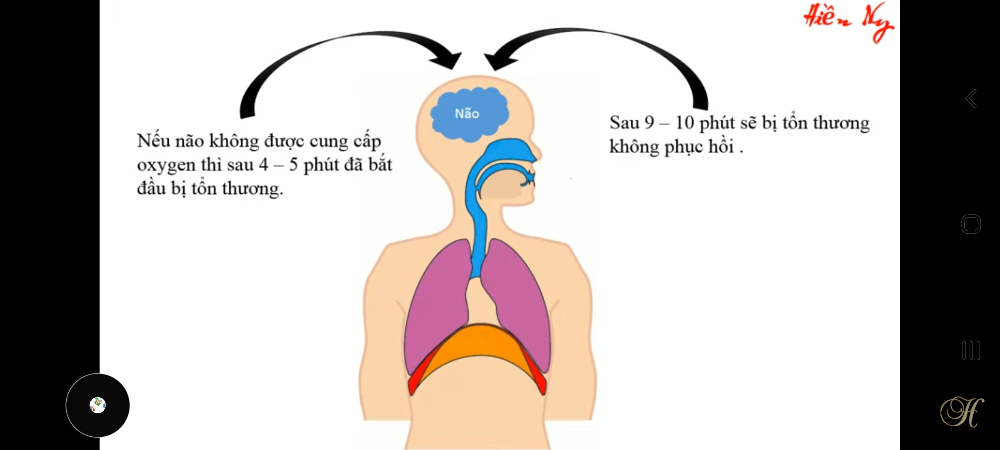 Hiền Ny
Nếu não không được cung cấp
oxygen thì sau 4 – 5 phút đã bắt
đầu bị tổn thương.
Não
Sau 9 – 10 phút sẽ bị tổn thương
không phục hồi .
H